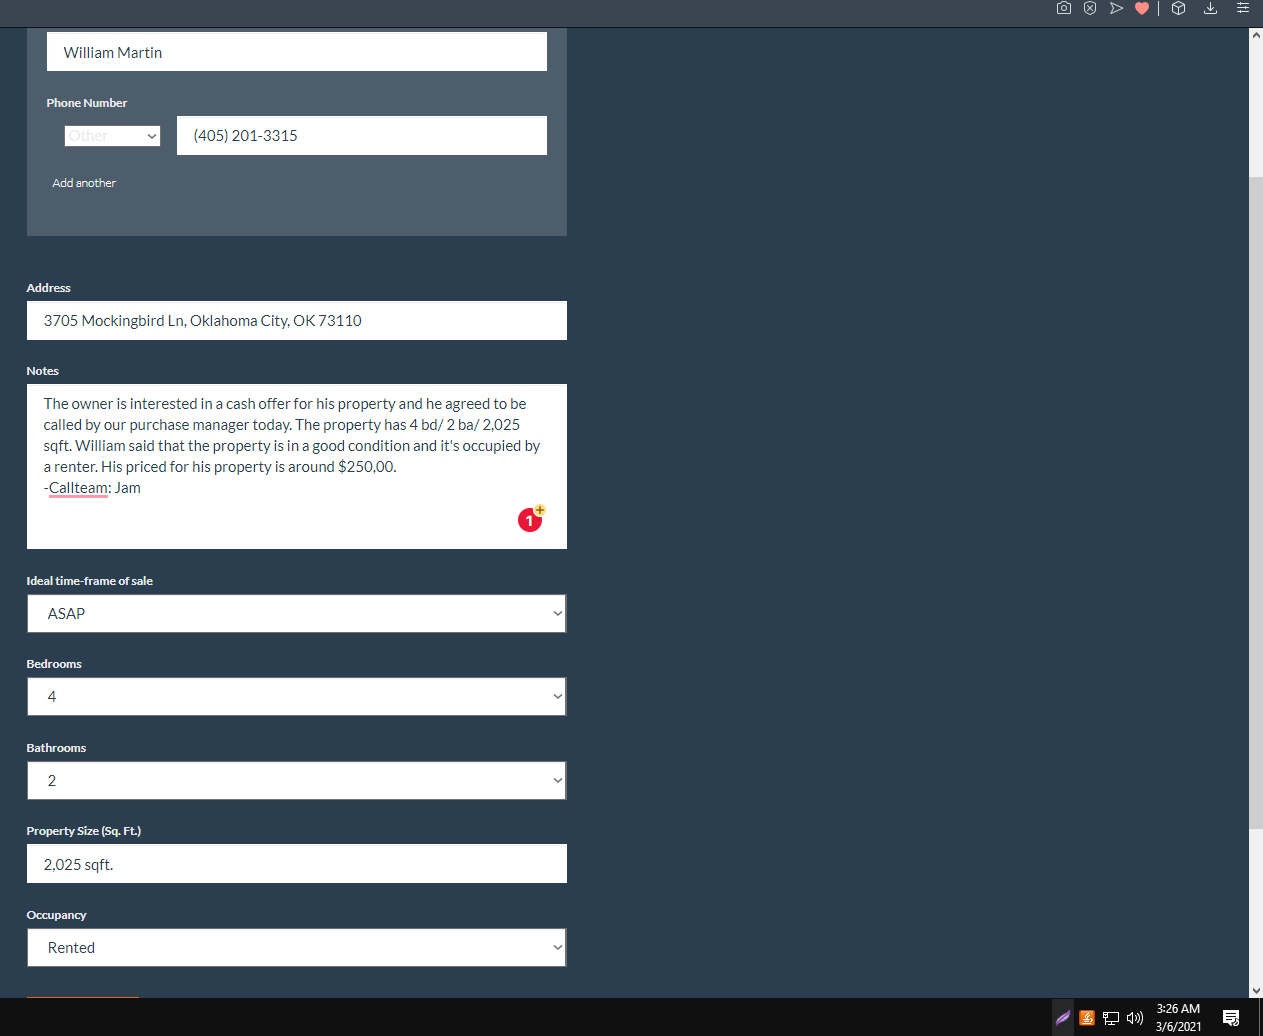 William Martin
Phone Number
Other
(405) 201-3315
Add another
Address
3705 Mockingbird Ln, Oklahoma City, OK 73110
Notes
The owner is interested in a cash offer for his property and he agreed to be
called by our purchase manager today. The property has 4 bd/ 2 ba/ 2,025
sqft. William said that the property is in a good condition and it's occupied by
a renter. His priced for his property is around $250,00.
-Callteam: Jam
1
Ideal time-frame of sale
ASAP
Bedrooms
4
Bathrooms
2
Property Size (Sq. Ft.)
2,025 sqft.
Occupancy
Rented
3:26 AM
3/6/2021